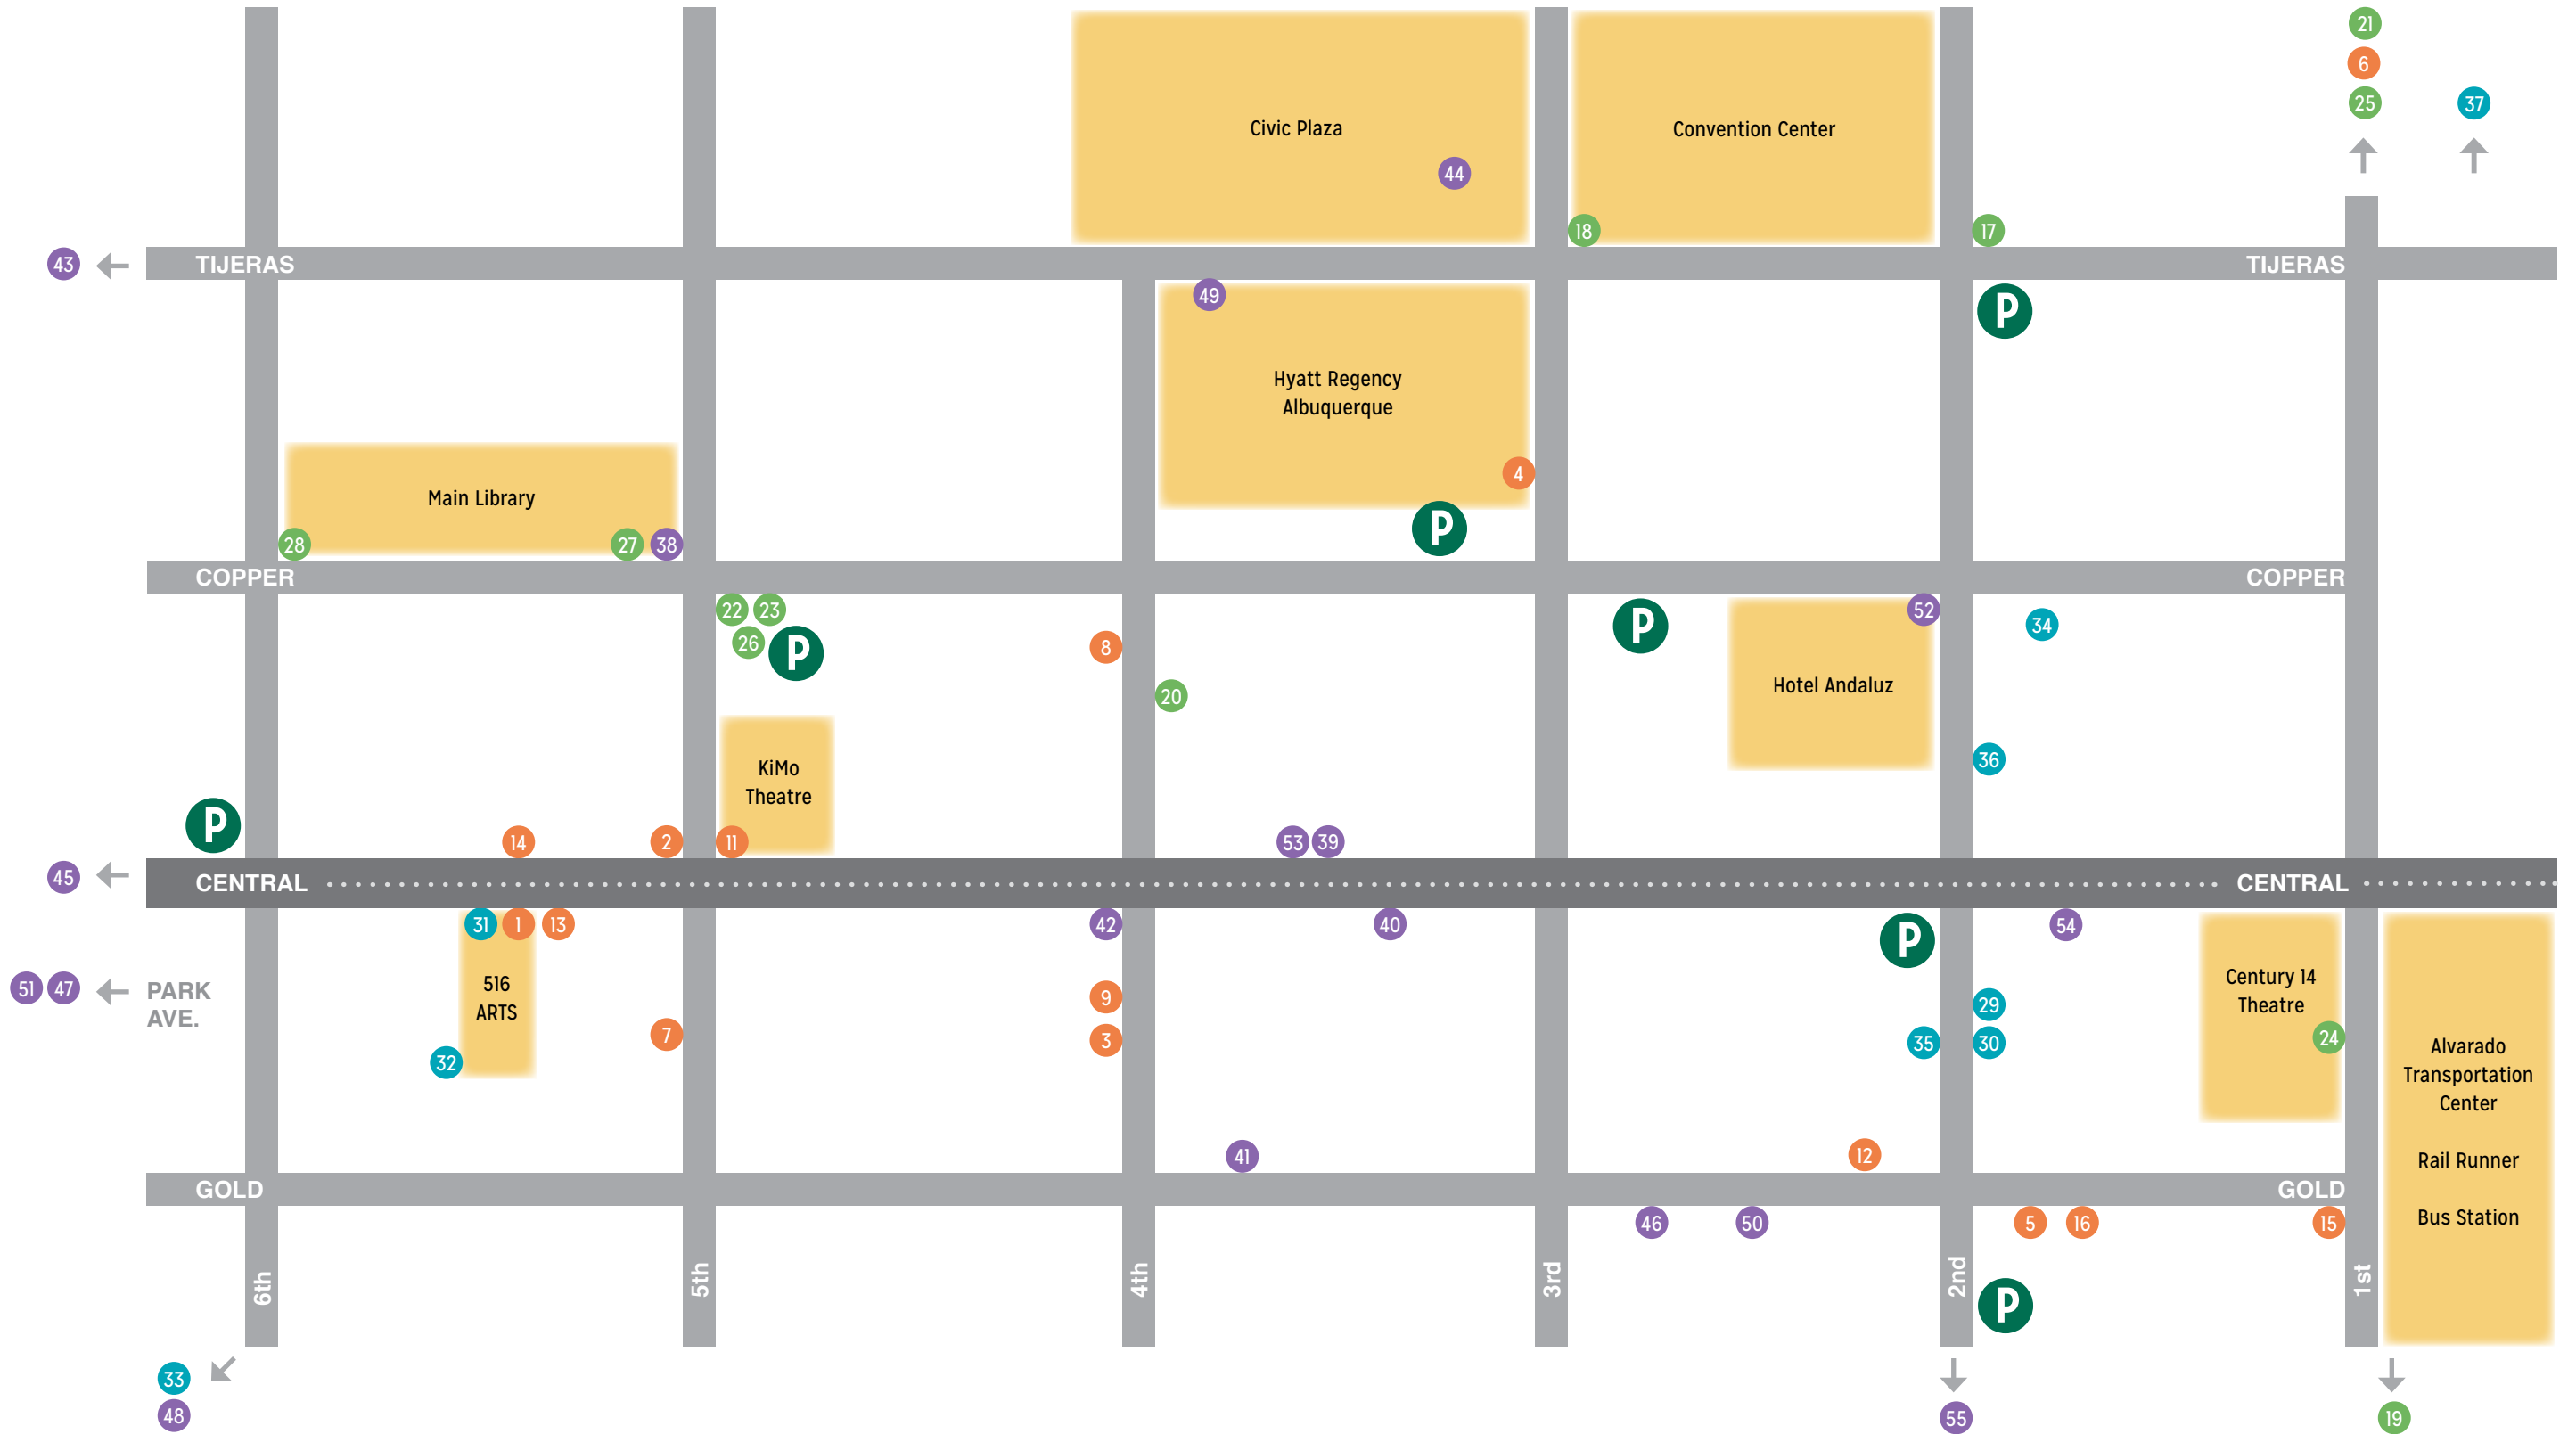 21
6
25
37
Civic Plaza
Convention Center
44
18
17
43
TIJERAS
TIJERAS
49
P
Hyatt Regency
Albuquerque
4
Main Library
P
28
27
38
COPPER
COPPER
22
23
26
P
8
20
P
52
34
Hotel Andaluz
36
KiMo
Theatre
P
14
2
11
53
39
45
CENTRAL
CENTRAL
31
1
13
42
40
P
54
51
47
PARK
AVE.
516
ARTS
32
7
9
3
29
35
30
Century 14
Theatre
24
Alvarado
Transportation
Center
Rail Runner
Bus Station
41
12
GOLD
GOLD
46
50
5
16
15
6th
5th
4th
3rd
2nd
1st
P
33
48
55
19